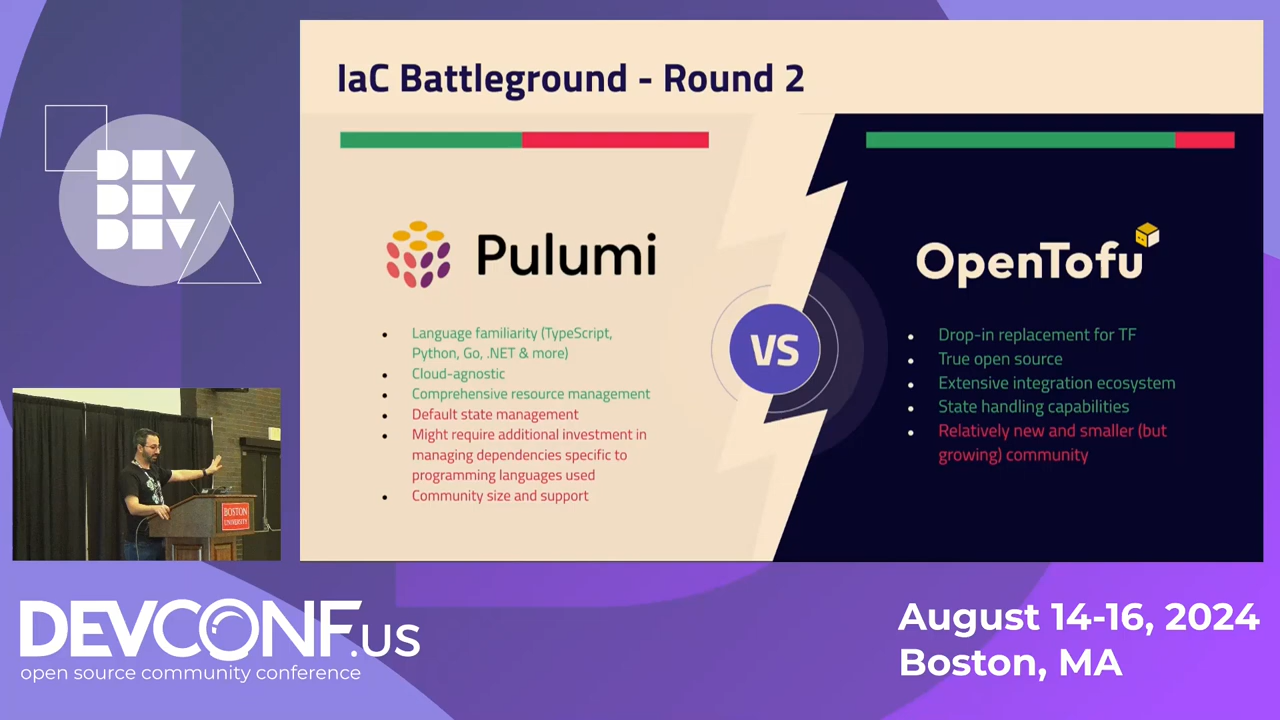 IaC Battleground - Round 2
DEV
DEV
DEV
Pulumi
Language familiarity (TypeScript,
Python, Go, .NET & more)
Cloud-agnostic
Comprehensive resource management
Default state management
Might require additional investment in
managing dependencies specific to
programming languages used
Community size and support
VS
OpenTofu
Drop-in replacement for TF
True open source
Extensive integration ecosystem
State handling capabilities
Relatively new and smaller (but
growing) community
BOSTON
UNIVERSITY
DEVCONF.US
open source community conference
August 14-16, 2024
Boston, MA